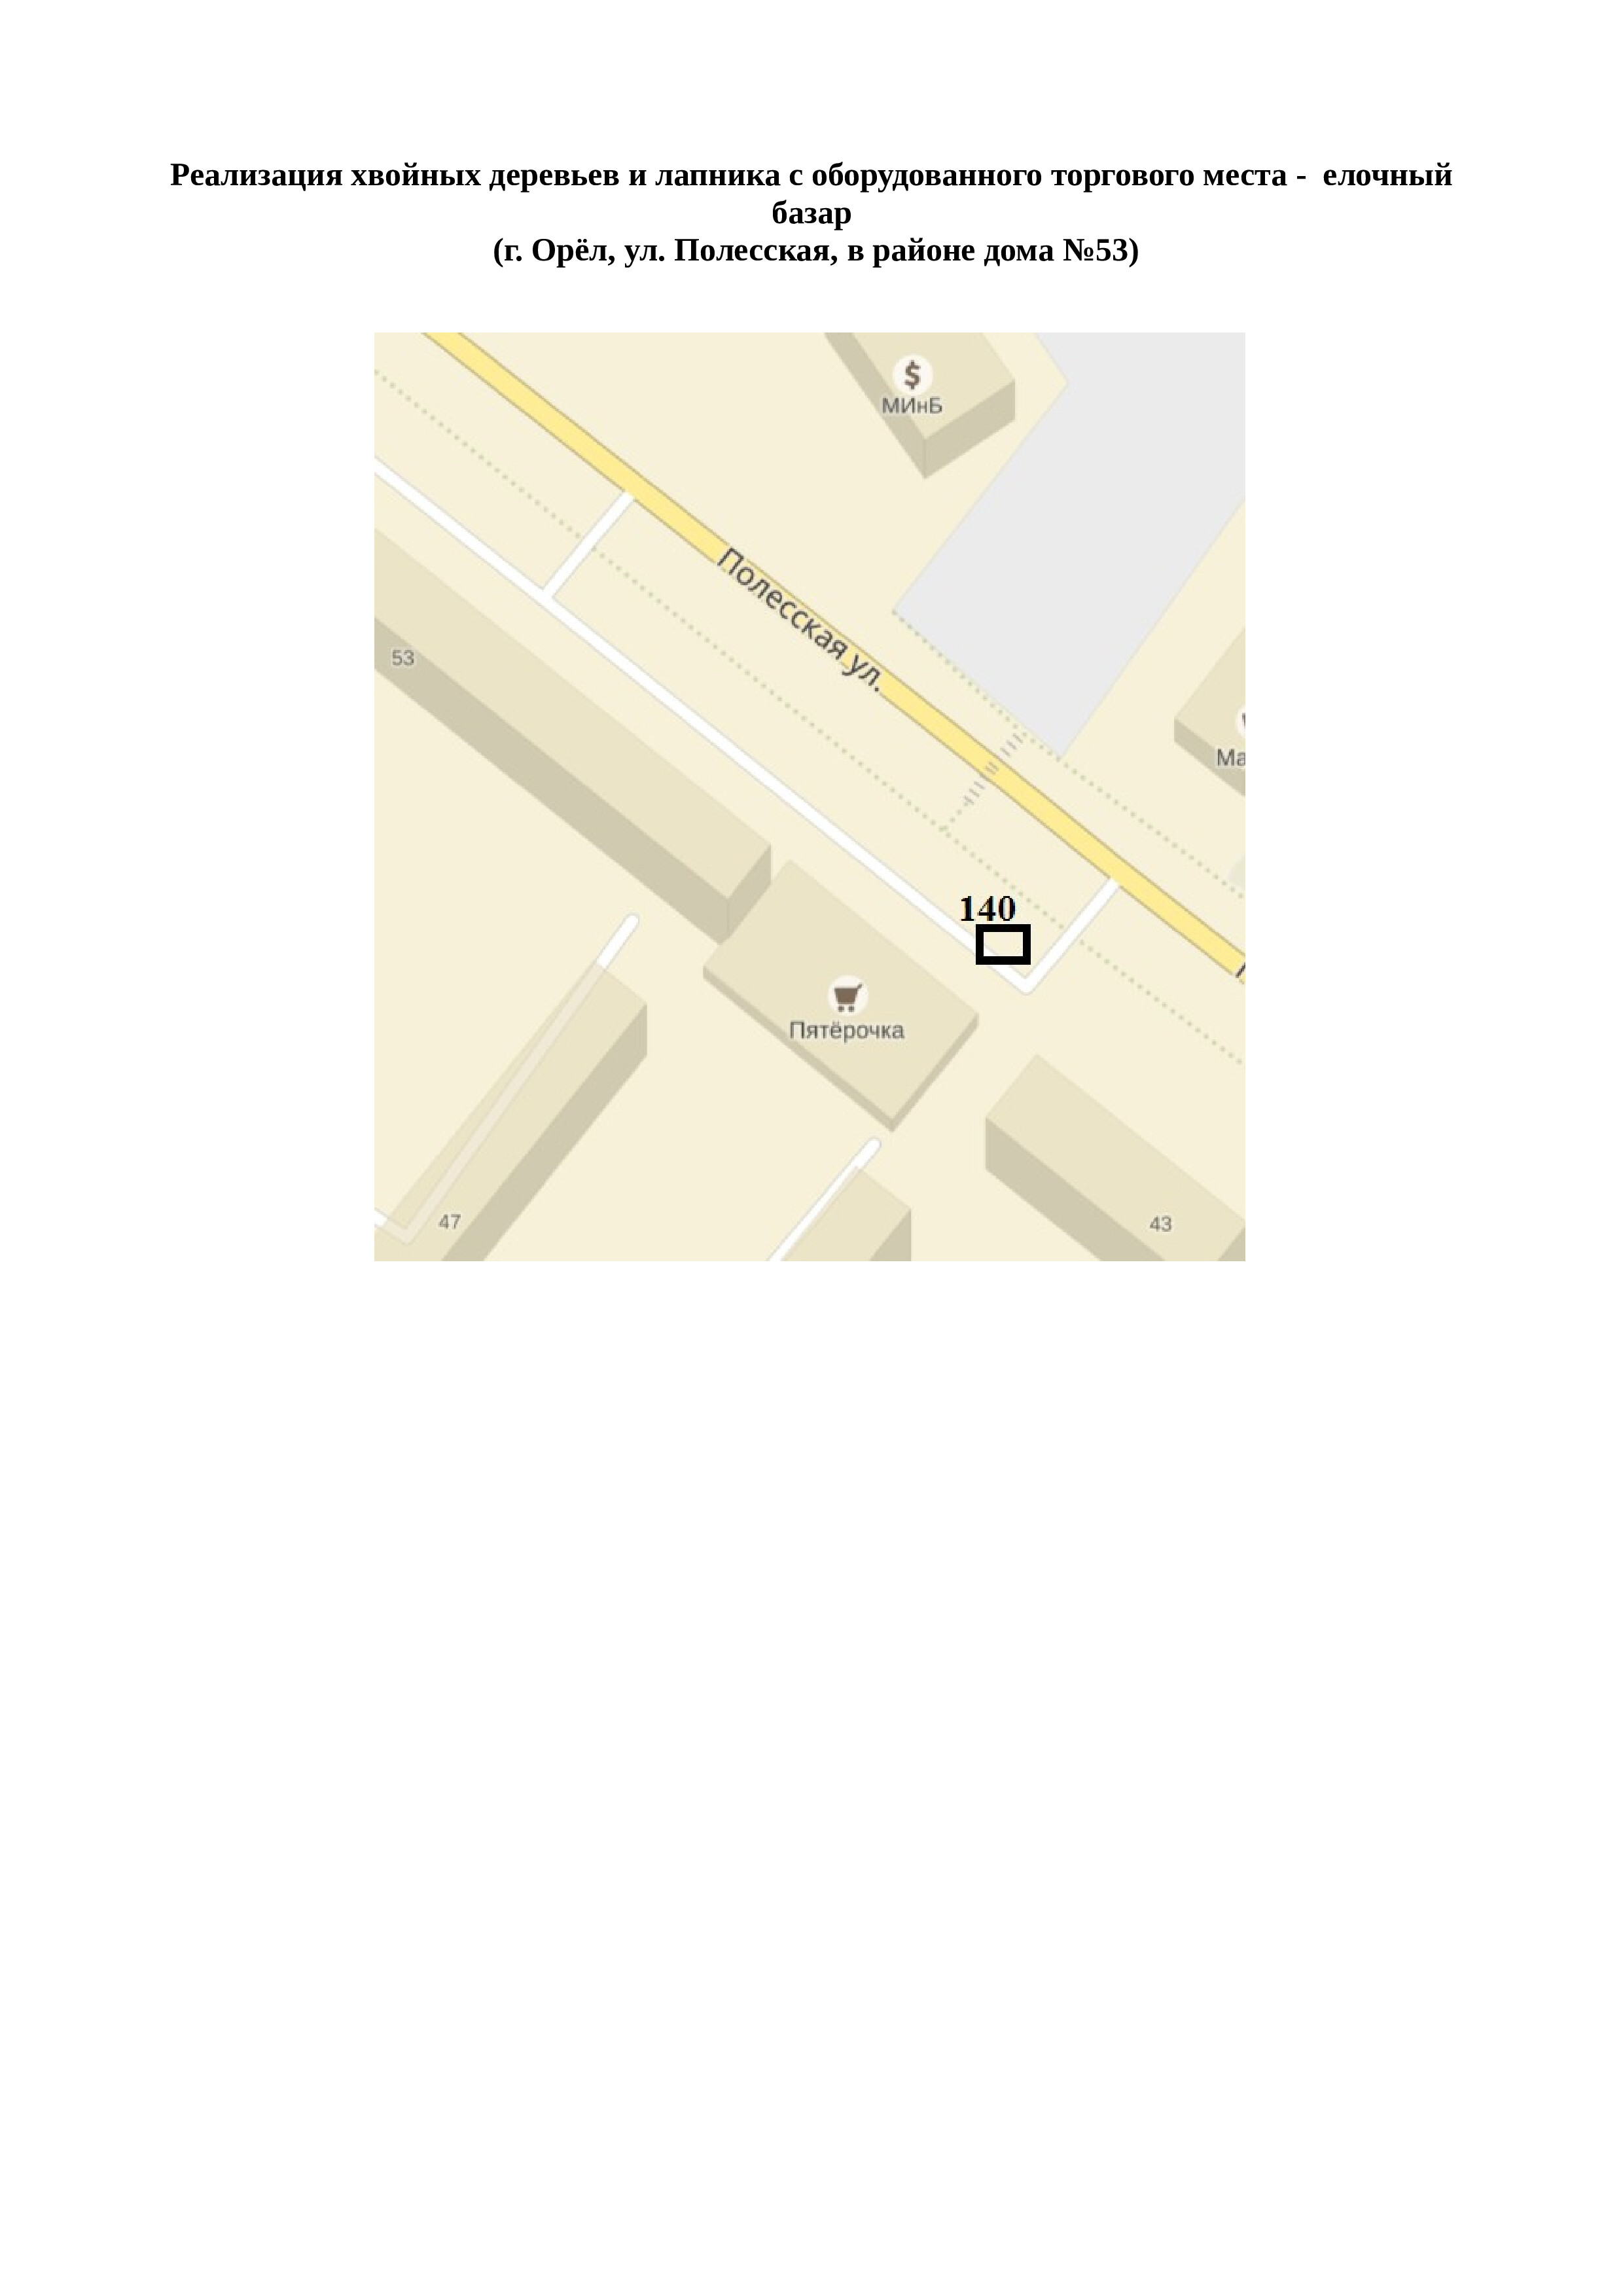 Реализация хвойных деревьев и лапника с оборудованного торгового места -  елочный
базар
(г. Орёл, ул. Полесская, в районе дома №53)
$
МИнБ
Полесская ул.
53
140
Пятёрочка
47
43